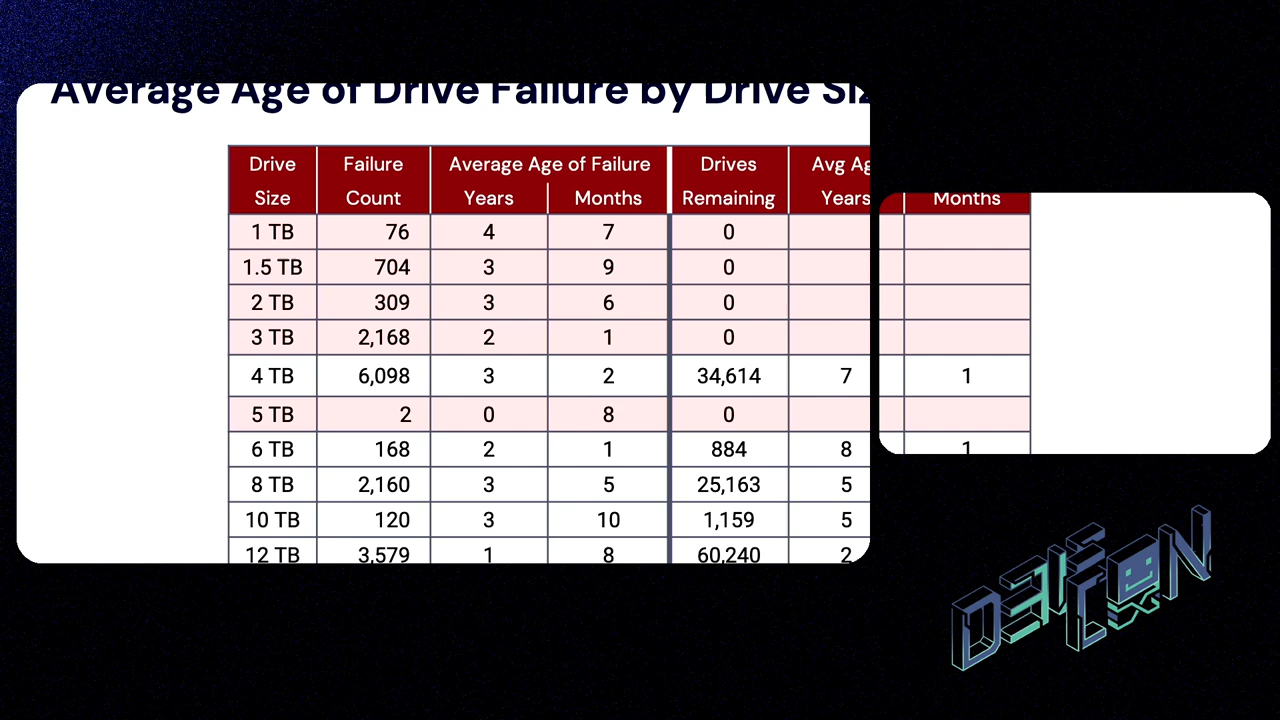 Average Age of Drive Failure by Drive Siz
Drive Failure Average Age of Failure Drives Avg Ag
Size Count Years Months Remaining Years Months
1 TB 76 4 7 0
1.5 TB 704 3 9 0
2 TB 309 3 6 0
3 TB 2,168 2 1 0
4 TB 6,098 3 2 34,614 7 1
5 TB 2 0 8 0
6 TB 168 2 1 884 8 1
8 TB 2,160 3 5 25,163 5
10 TB 120 3 10 1,159 5
12 TB 3,579 1 8 60,240 2
DEF CON